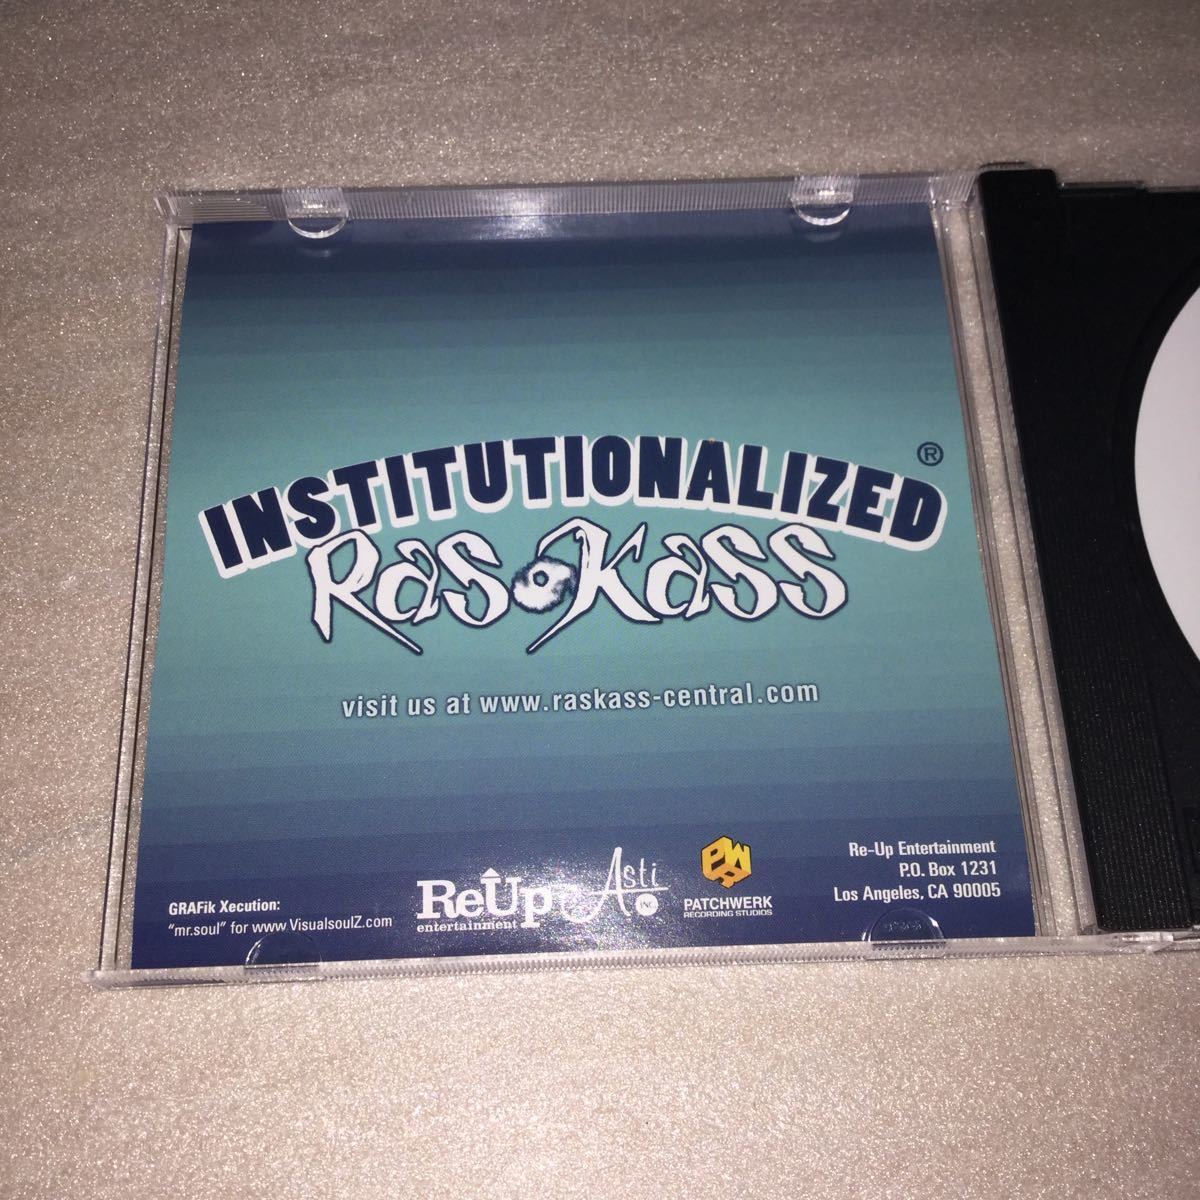 INSTITUTIONALIZED ®
Ras Kass
visit us at www.raskass-central.com
GRAFik Xecution:
"mr.soul" for www.VisualsoulZ.com
ReUp
entertainment
Asti
INC
PWR
PATCHWERK
RECORDING STUDIOS
Re-Up Entertainment
P.O. Box 1231
Los Angeles, CA 90005